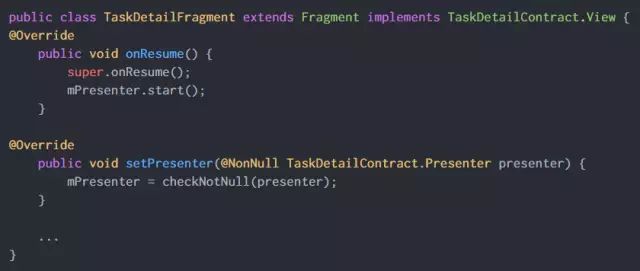 public class TaskDetailFragment extends Fragment implements TaskDetailContract.View {
@Override
    public void onResume() {
        super.onResume();
        mPresenter.start();
    }

@Override
    public void setPresenter(@NonNull TaskDetailContract.Presenter presenter) {
        mPresenter = checkNotNull(presenter);
    }

    ...
}